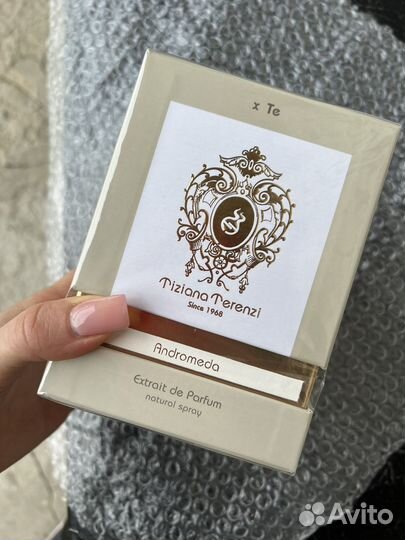 x Te
Tiziana Terenzi
Since 1968
Andromeda
Extrait de Parfum
natural spray
Avito